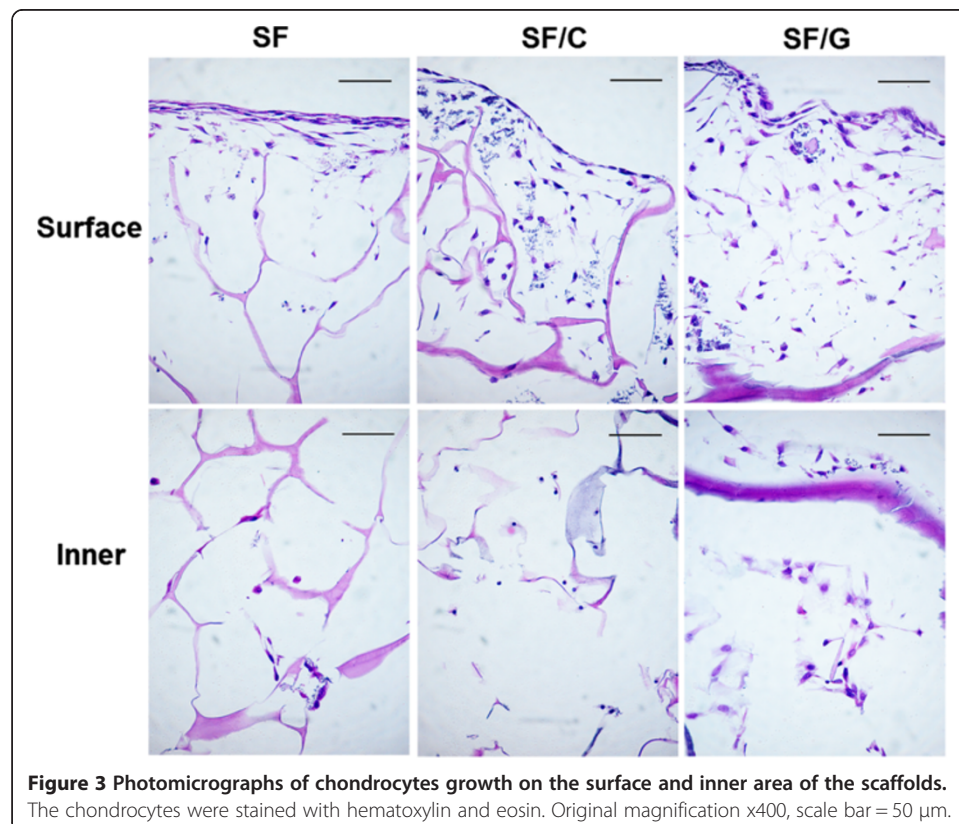 SF SF/C SF/G
Surface
Inner
Figure 3 Photomicrographs of chondrocytes growth on the surface and inner area of the scaffolds.
The chondrocytes were stained with hematoxylin and eosin. Original magnification x400, scale bar = 50 μm.